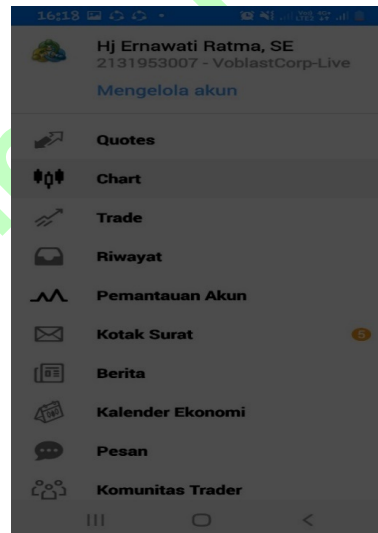 16:18
Hj Ernawati Ratma, SE
2131953007 - VoblastCorp-Live
Mengelola akun
Quotes
Chart
Trade
Riwayat
Pemantauan Akun
Kotak Surat 5
Berita
Kalender Ekonomi
Pesan
Komunitas Trader